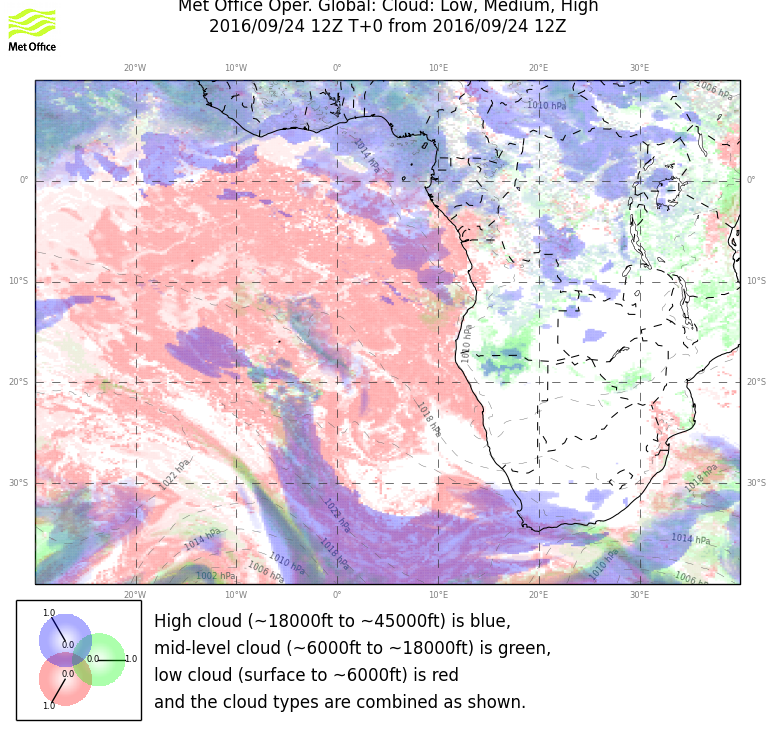 Met Office Oper. Global: Cloud: Low, Medium, High
2016/09/24 12Z T+0 from 2016/09/24 12Z
Met Office
20°W 10°W 0° 10°E 20°E 30°E
1006 hPa
1010 hPa
1014 hPa
0° 0°
10°S 10°S
1010 hPa
20°S 20°S
1018 hPa
1022 hPa
1018 hPa
30°S 30°S
1022 hPa
1014 hPa
1014 hPa
1018 hPa
1010 hPa
1010 hPa
1006 hPa
1002 hPa
1006 hPa
20°W 10°W 0° 10°E 20°E 30°E
1.0
0.0
0.0 1.0
0.0
1.0
High cloud (~18000ft to ~45000ft) is blue,
mid-level cloud (~6000ft to ~18000ft) is green,
low cloud (surface to ~6000ft) is red
and the cloud types are combined as shown.